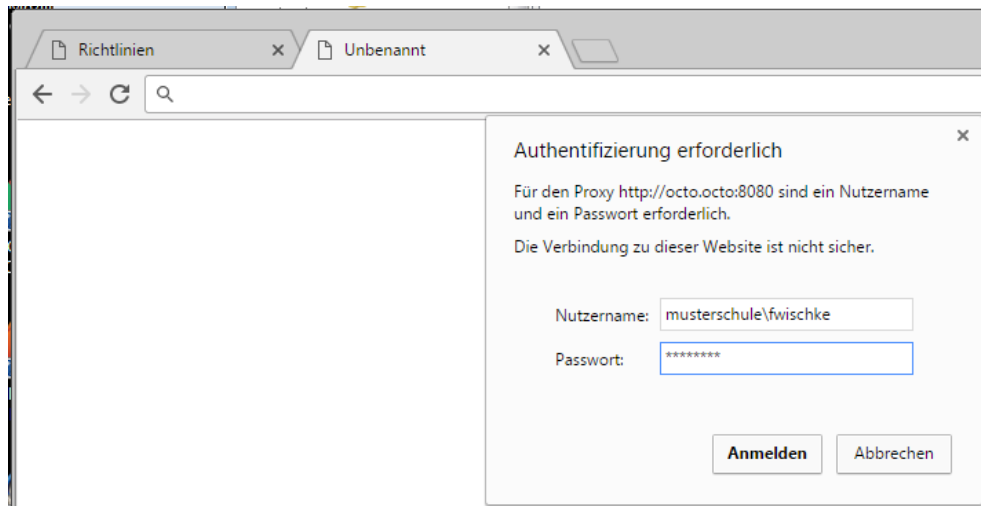 Richtlinien
Unbenannt
Authentifizierung erforderlich
Für den Proxy http://octo.octo:8080 sind ein Nutzername
und ein Passwort erforderlich.
Die Verbindung zu dieser Website ist nicht sicher.
Nutzername: musterschule\fwischke
Passwort: ********
Anmelden Abbrechen